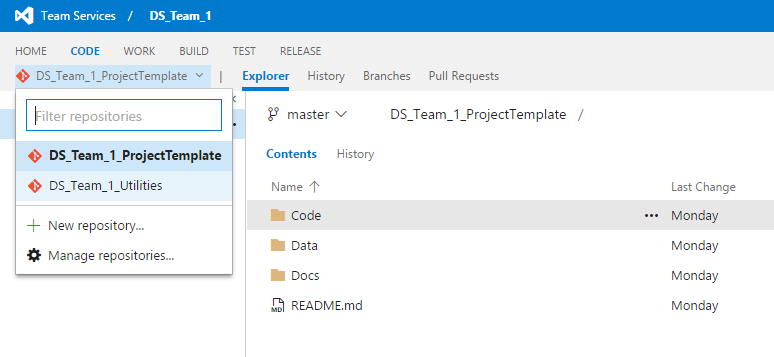 Team Services / DS_Team_1
HOME CODE WORK BUILD TEST RELEASE
DS_Team_1_ProjectTemplate | Explorer History Branches Pull Requests
Filter repositories
DS_Team_1_ProjectTemplate
DS_Team_1_Utilities
New repository...
Manage repositories...
master DS_Team_1_ProjectTemplate /
Contents History
Name Last Change
Code ... Monday
Data Monday
Docs Monday
MD README.md Monday